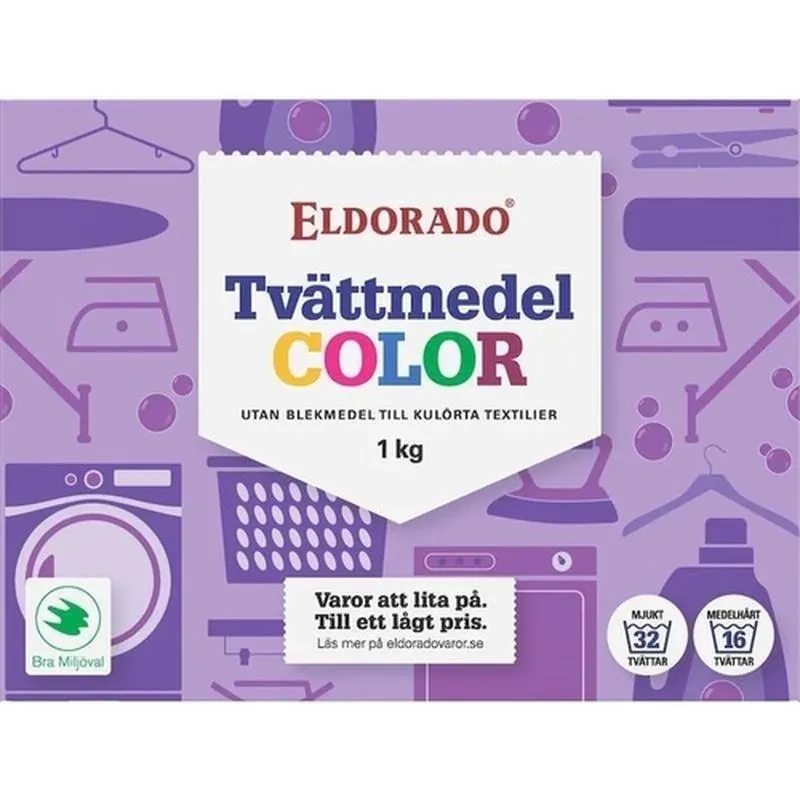 ELDORADO®
Tvättmedel
COLOR
UTAN BLEKMEDEL TILL KULÖRTA TEXTILIER
1 kg
Varor att lita på.
Till ett lågt pris.
Läs mer på eldoradovaror.se
Bra Miljöval
MJUKT
32
TVÄTTAR
MEDELHÅRT
16
TVÄTTAR